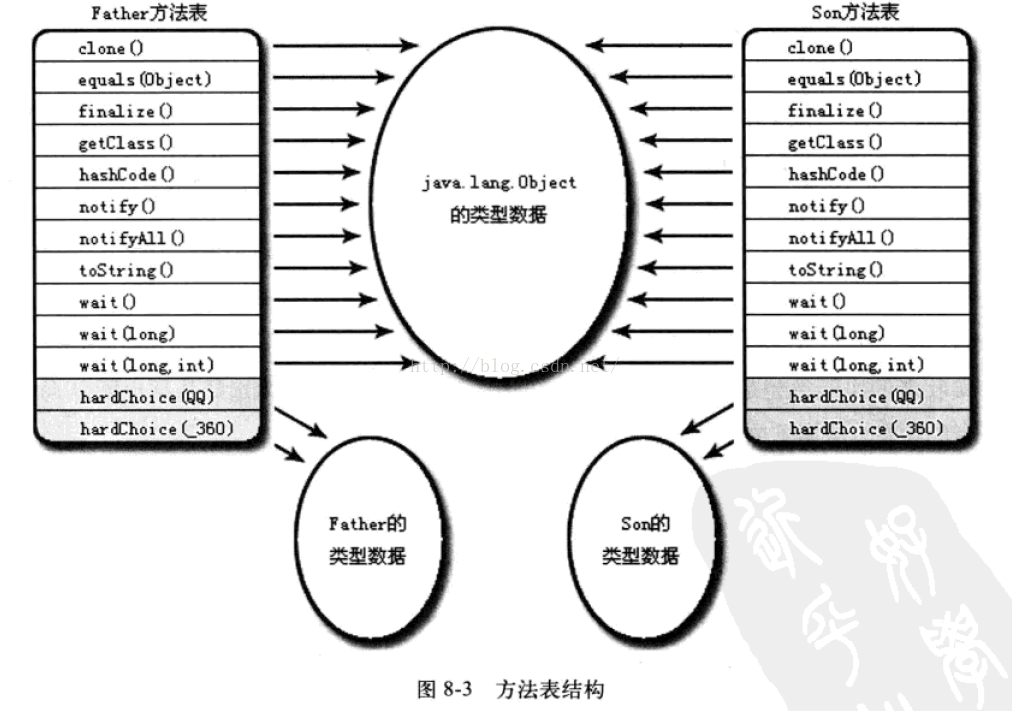 Father方法表
clone()
equals(Object)
finalize()
getClass()
hashCode()
notify()
notifyAll()
toString()
wait()
wait(long)
wait(long,int)
hardChoice(QQ)
hardChoice(_360)
java.lang.Object
的类型数据
http://blog.csdn.net/
Son方法表
clone()
equals(Object)
finalize()
getClass()
hashCode()
notify()
notifyAll()
toString()
wait()
wait(long)
wait(long,int)
hardChoice(QQ)
hardChoice(_360)
Father的
类型数据
Son的
类型数据
图 8-3 方法表结构